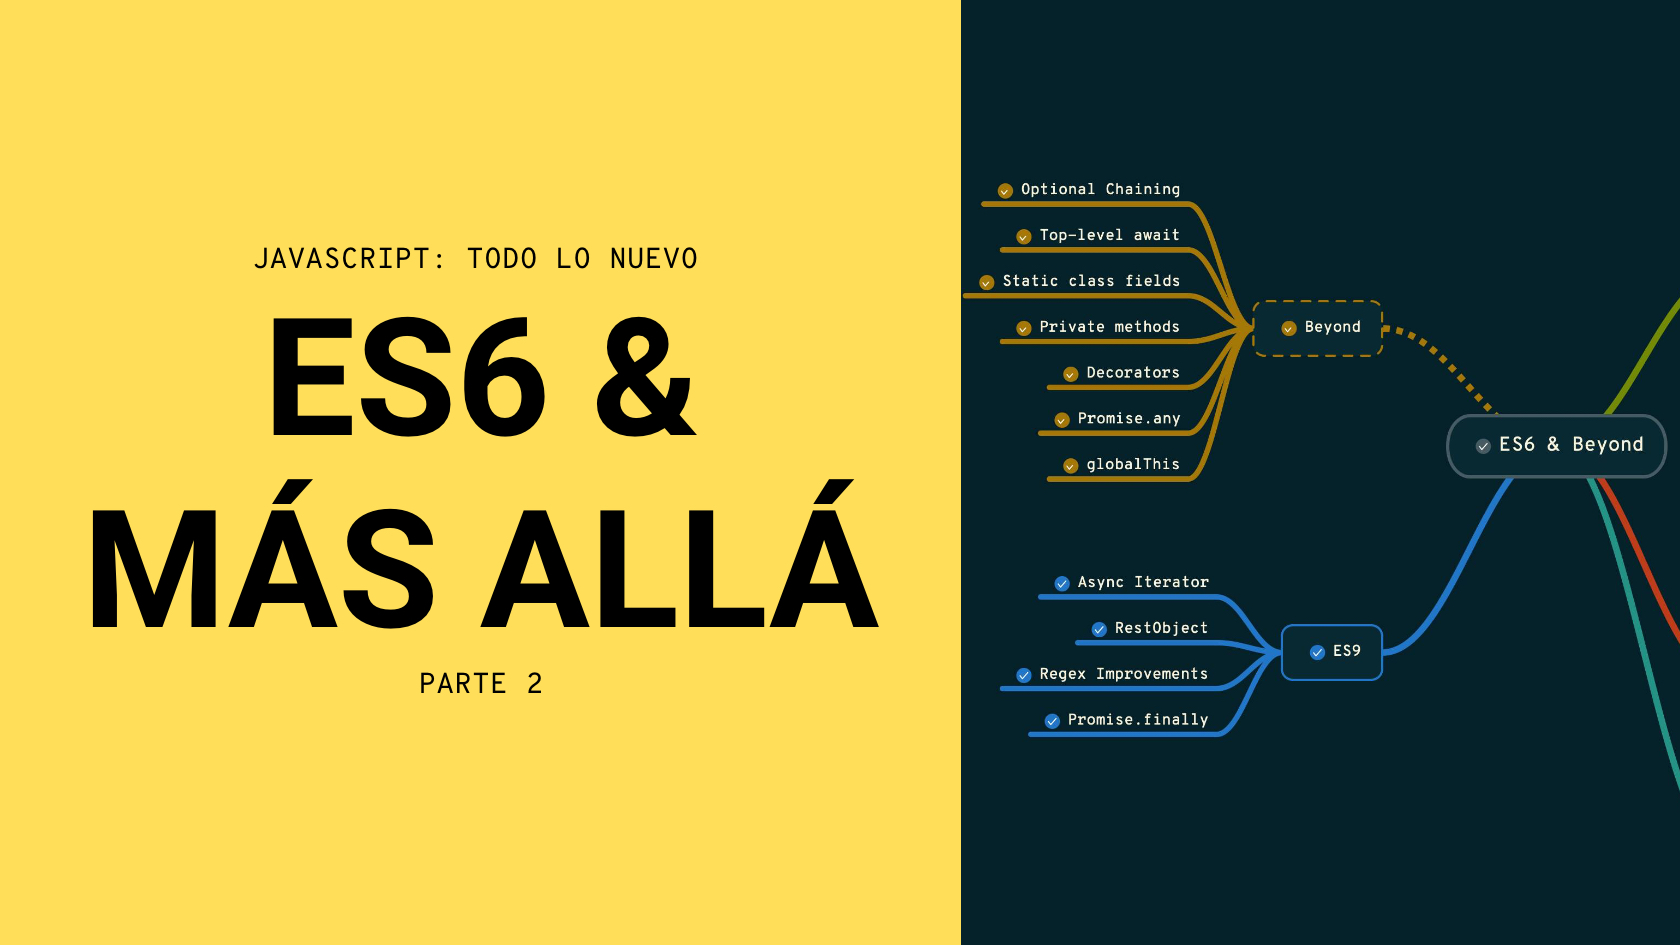 JAVASCRIPT: TODO LO NUEVO
ES6 &
MÁS ALLÁ
PARTE 2
Optional Chaining
Top-level await
Static class fields
Private methods
Decorators
Promise.any
globalThis
Beyond
ES6 & Beyond
Async Iterator
RestObject
Regex Improvements
Promise.finally
ES9